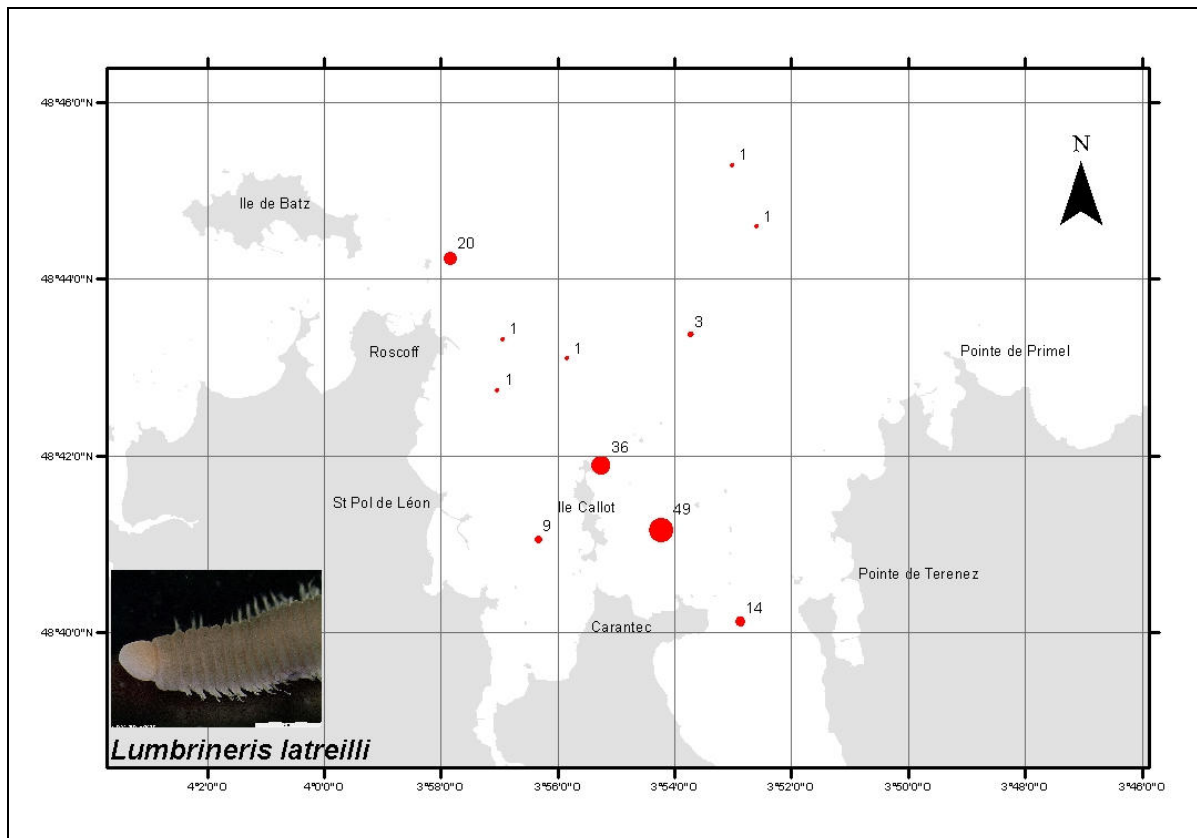 48°46'0"N
1
N
Ile de Batz
1
20
48°44'0"N
3
1
Roscoff
1
Pointe de Primel
1
36
48°42'0"N
St Pol de Léon
Ile Callot
49
9
Pointe de Terenez
14
Carantec
48°40'0"N
Lumbrineris latreilli
4°2'0"O
4°0'0"O
3°58'0"O
3°56'0"O
3°54'0"O
3°52'0"O
3°50'0"O
3°48'0"O
3°46'0"O